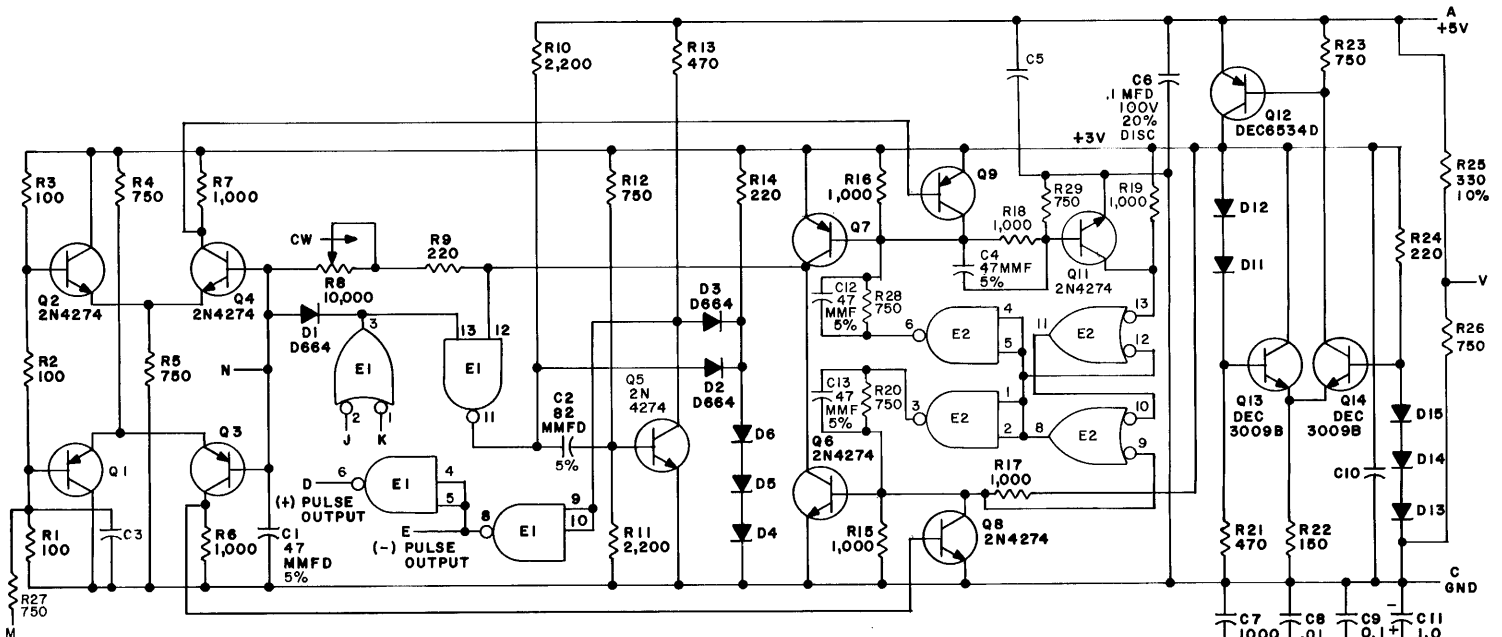 A
+5V
R10
2,200
R13
470
C5
C6
.1 MFD
100V
20%
DISC
R23
750
Q12
DEC6534D
+3V
R3
100
R4
750
R7
1,000
R12
750
R14
220
R16
1,000
Q9
R29
750
R19
1,000
R25
330
10%
D12
D11
R24
220
CW
R9
220
R8
10,000
Q7
R18
1,000
C4
47MMF
5%
Q11
2N4274
Q2
2N4274
Q4
2N4274
V
D1
D664
3
13
12
E1
E1
11
2
1
J
K
D3
D664
D2
D664
C12
47
MMF
5%
R28
750
6
E2
4
5
11
E2
13
12
R26
750
R2
100
R5
750
N
C2
82
MMFD
5%
Q5
2N
4274
C13
47
MMF
5%
R20
750
3
E2
1
2
8
E2
10
9
Q13
DEC
3009B
Q14
DEC
3009B
D15
D14
D13
C10
Q1
Q3
D6
D5
D4
Q6
2N4274
R17
1,000
D
6
E1
4
5
(+) PULSE
OUTPUT
E
8
E1
9
10
(-) PULSE
OUTPUT
M
R1
100
C3
R6
1,000
C1
47
MMFD
5%
R11
2,200
R15
1,000
Q8
2N4274
R21
470
R22
150
C
GND
R27
750
M
C7
1000
C8
.01
C9
0.1
-
+
C11
1.0